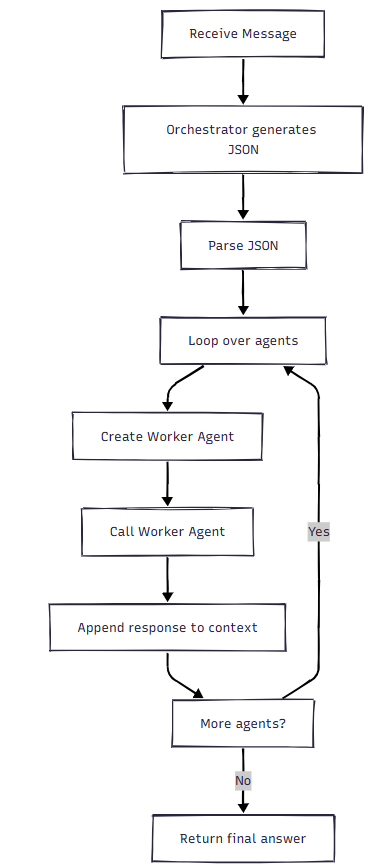 Receive Message
Orchestrator generates
JSON
Parse JSON
Loop over agents
Create Worker Agent
Call Worker Agent
Yes
Append response to context
More agents?
No
Return final answer